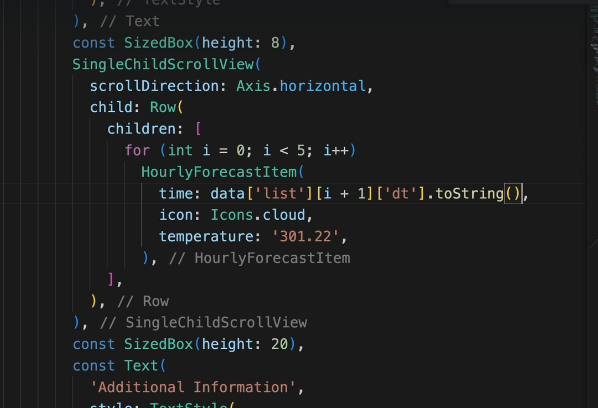 ), // TextStyle
), // Text
const SizedBox(height: 8),
SingleChildScrollView(
scrollDirection: Axis.horizontal,
child: Row(
children: [
for (int i = 0; i < 5; i++)
HourlyForecastItem(
time: data['list'][i + 1]['dt'].toString(),
icon: Icons.cloud,
temperature: '301.22',
), // HourlyForecastItem
],
), // Row
), // SingleChildScrollView
const SizedBox(height: 20),
const Text(
'Additional Information',
style: TextStyle(